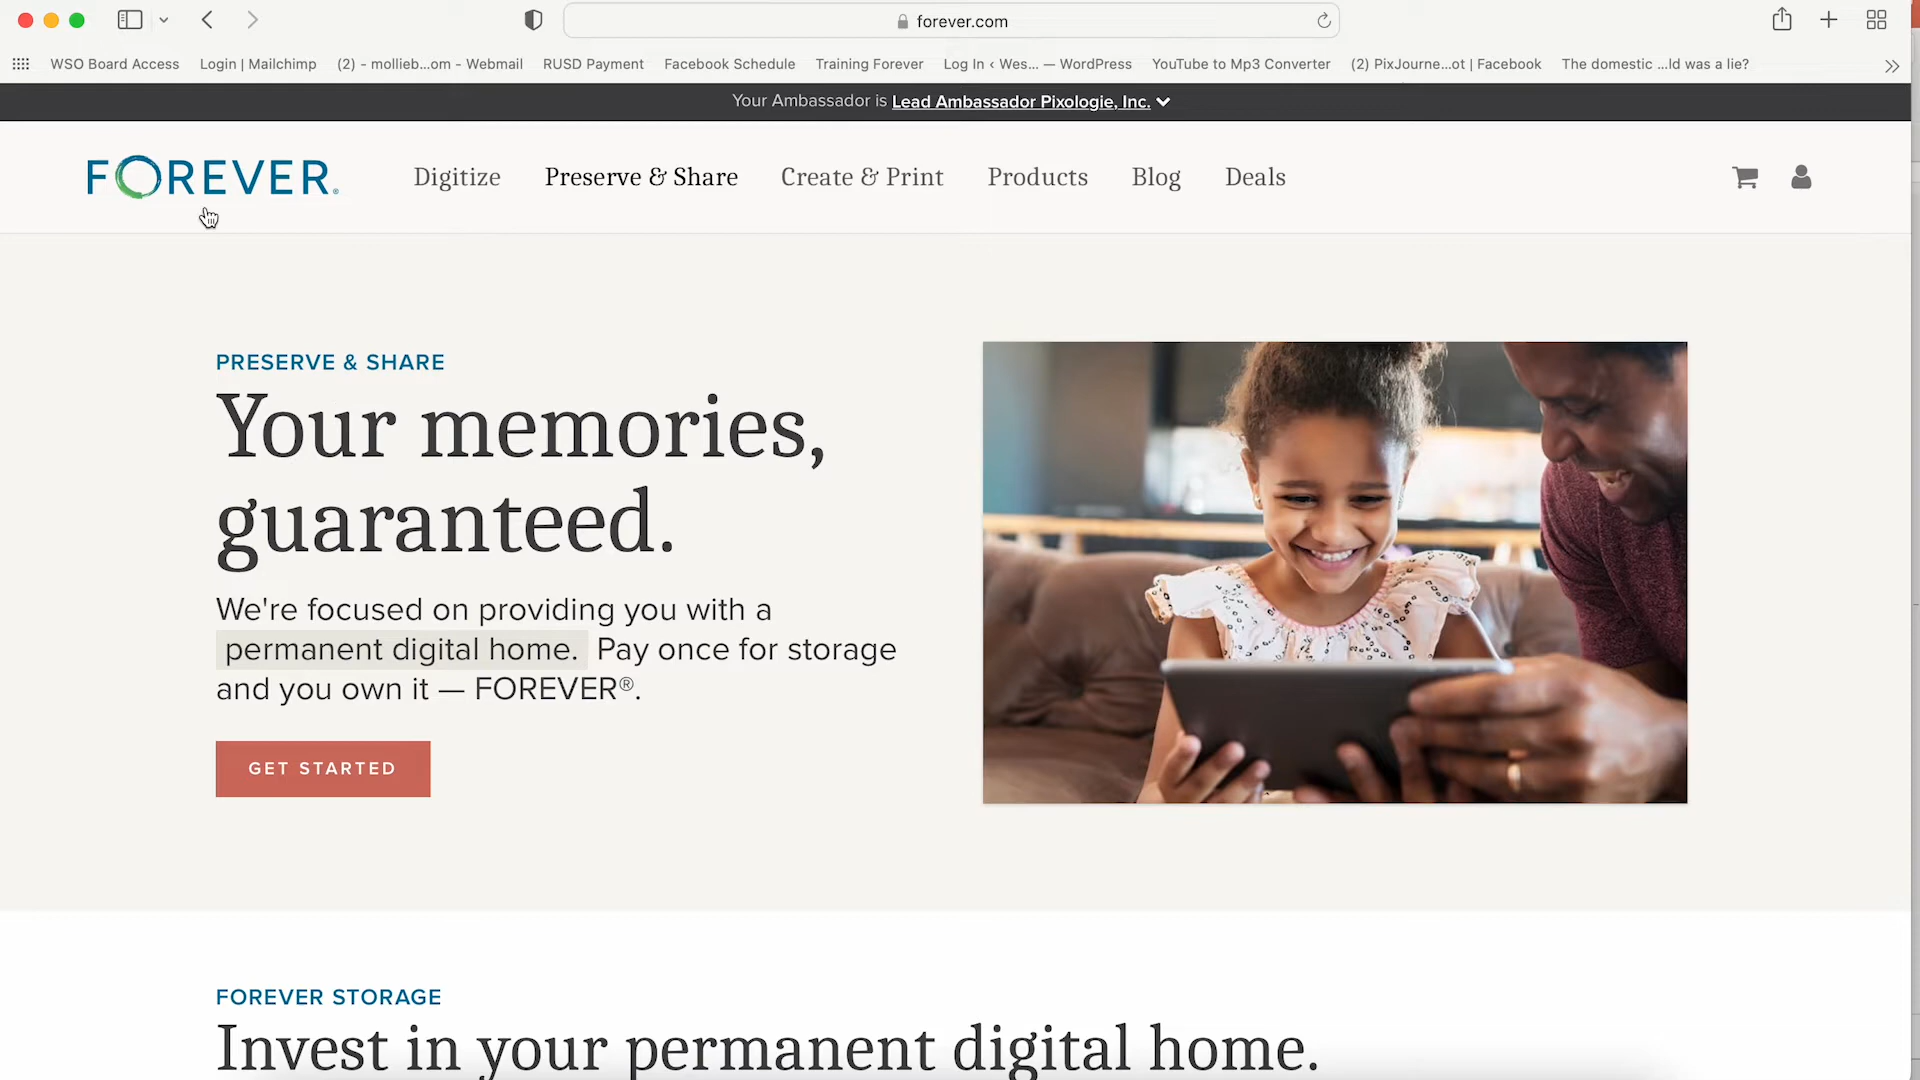 forever.com
WSO Board Access
Login | Mailchimp
(2) - mollieb...om - Webmail
RUSD Payment
Facebook Schedule
Training Forever
Log In ‹ Wes... — WordPress
YouTube to Mp3 Converter
(2) PixJourne...ot | Facebook
The domestic ...ld was a lie?
Your Ambassador is Lead Ambassador Pixologie, Inc.
FOREVER®
Digitize
Preserve & Share
Create & Print
Products
Blog
Deals
PRESERVE & SHARE
Your memories,
guaranteed.
We're focused on providing you with a
permanent digital home. Pay once for storage
and you own it — FOREVER®.
GET STARTED
FOREVER STORAGE
Invest in your permanent digital home.